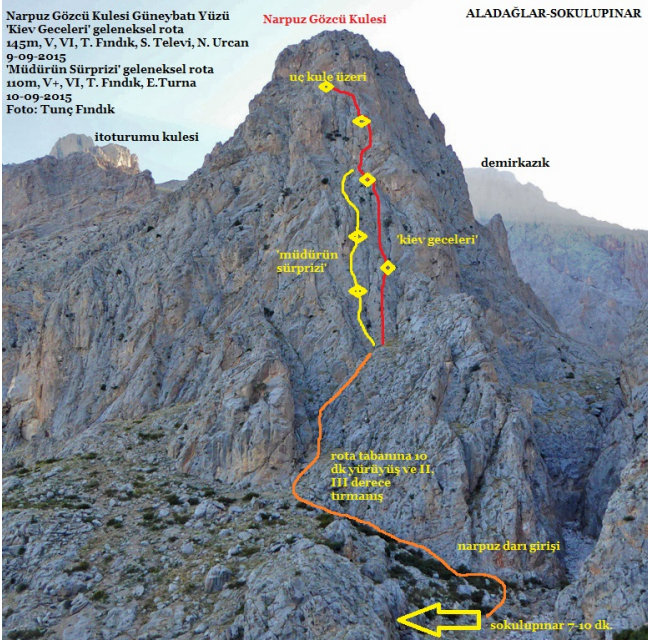 Narpuz Gözcü Kulesi Güneybatı Yüzü
'Kiev Geceleri' geleneksel rota
145m, V, VI, T. Fındık, S. Televi, N. Urcan
9-09-2015
'Müdürün Sürprizi' geleneksel rota
110m, V+, VI, T. Fındık, E.Turna
10-09-2015
Foto: Tunç Fındık
Narpuz Gözcü Kulesi
ALADAĞLAR-SOKULUPINAR
uç kule üzeri
itoturumu kulesi
demirkazık
'müdürün
sürprizi'
'kiev geceleri'
rota tabanına 10
dk yürüyüş ve II,
III derece
tırmanış
narpuz darı girişi
sokulupınar 7-10 dk.